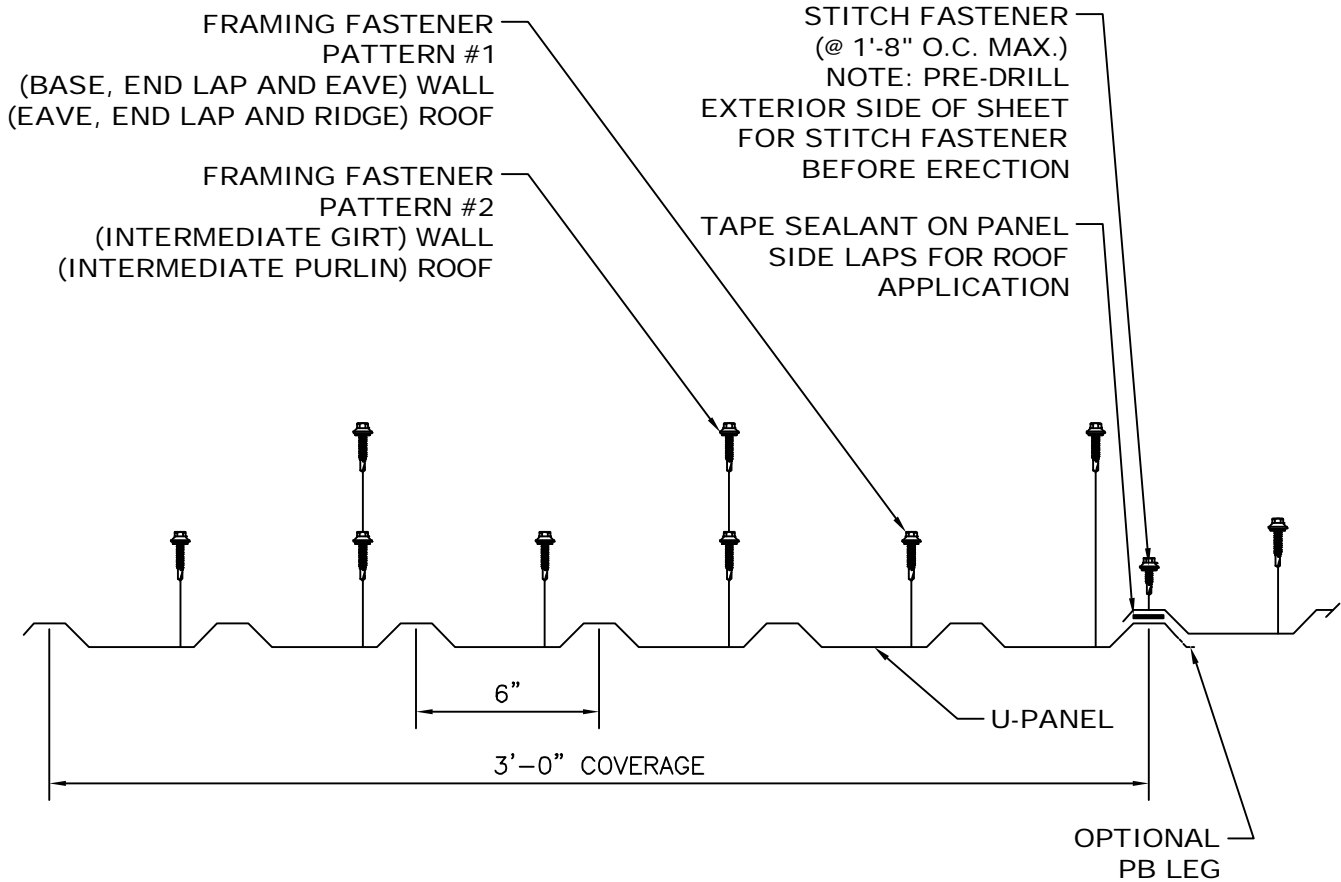 FRAMING FASTENER
PATTERN #1
(BASE, END LAP AND EAVE) WALL
(EAVE, END LAP AND RIDGE) ROOF
FRAMING FASTENER
PATTERN #2
(INTERMEDIATE GIRT) WALL
(INTERMEDIATE PURLIN) ROOF
STITCH FASTENER
(@ 1'-8" O.C. MAX.)
NOTE: PRE-DRILL
EXTERIOR SIDE OF SHEET
FOR STITCH FASTENER
BEFORE ERECTION
TAPE SEALANT ON PANEL
SIDE LAPS FOR ROOF
APPLICATION
6"
U-PANEL
3'-0" COVERAGE
OPTIONAL
PB LEG